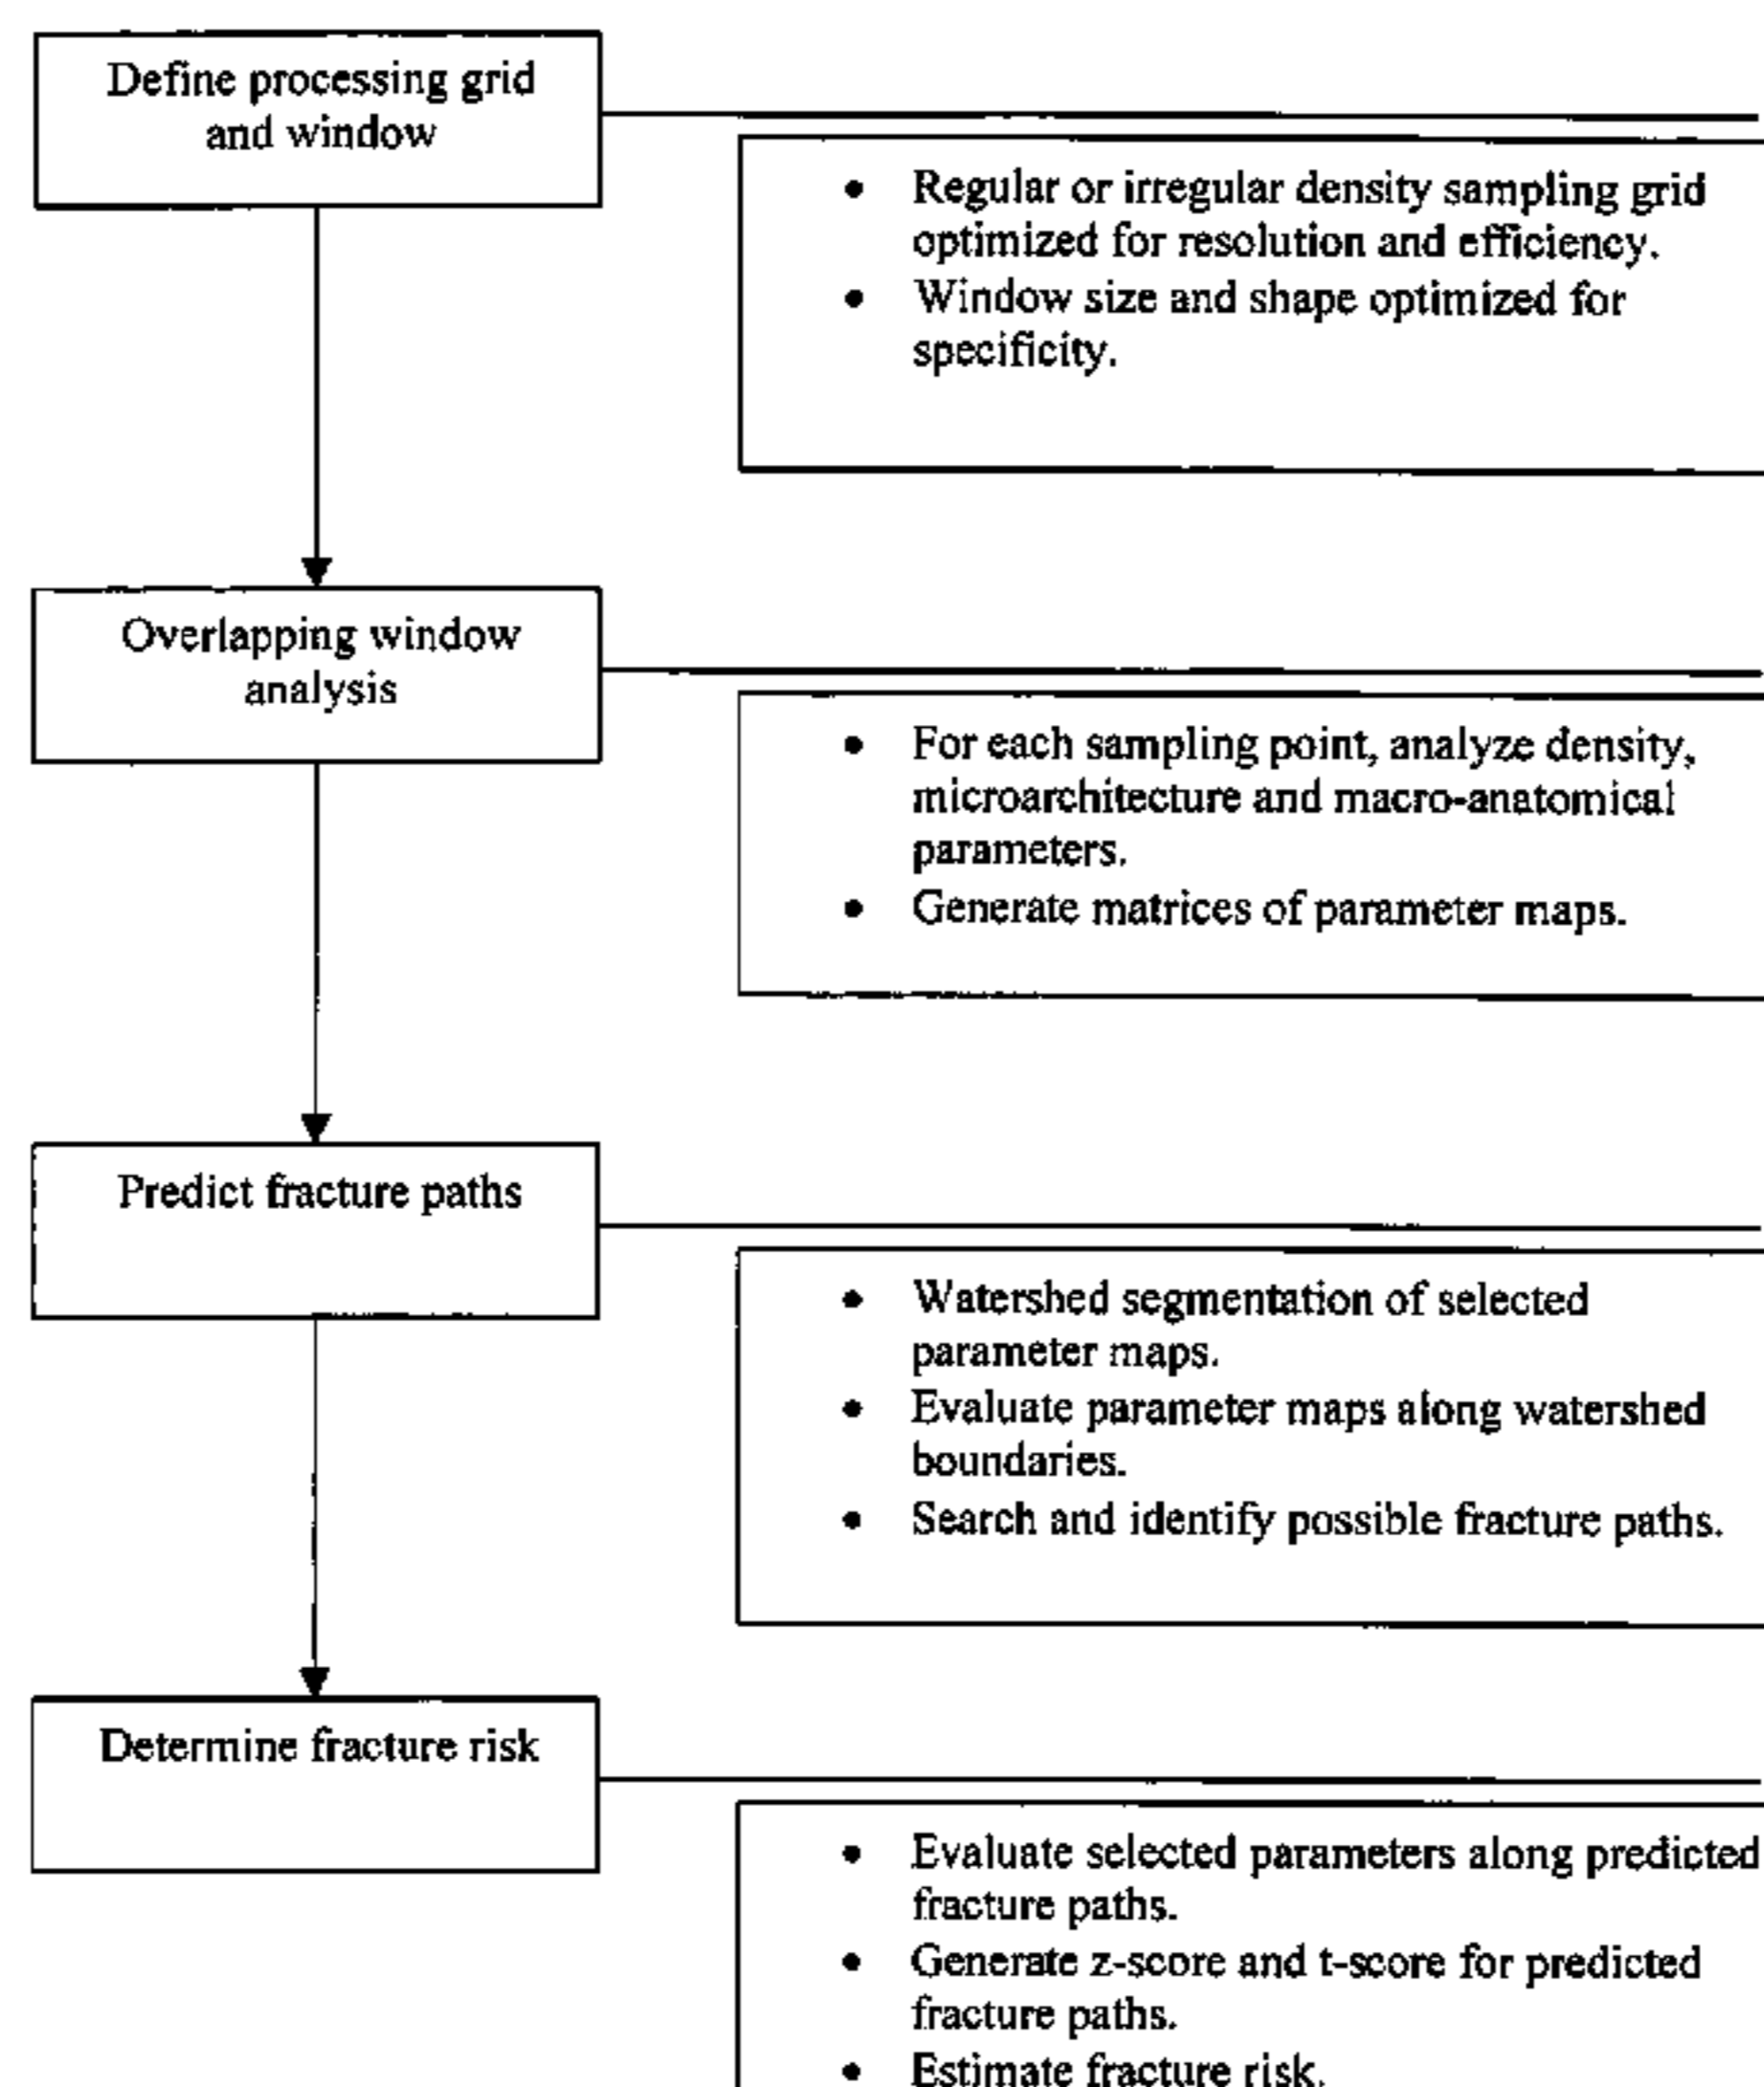 Define processing grid
and window
• Regular or irregular density sampling grid
optimized for resolution and efficiency.
• Window size and shape optimized for
specificity.
Overlapping window
analysis
• For each sampling point, analyze density,
microarchitecture and macro-anatomical
parameters.
• Generate matrices of parameter maps.
Predict fracture paths
• Watershed segmentation of selected
parameter maps.
• Evaluate parameter maps along watershed
boundaries.
• Search and identify possible fracture paths.
Determine fracture risk
• Evaluate selected parameters along predicted
fracture paths.
• Generate z-score and t-score for predicted
fracture paths.
• Estimate fracture risk.